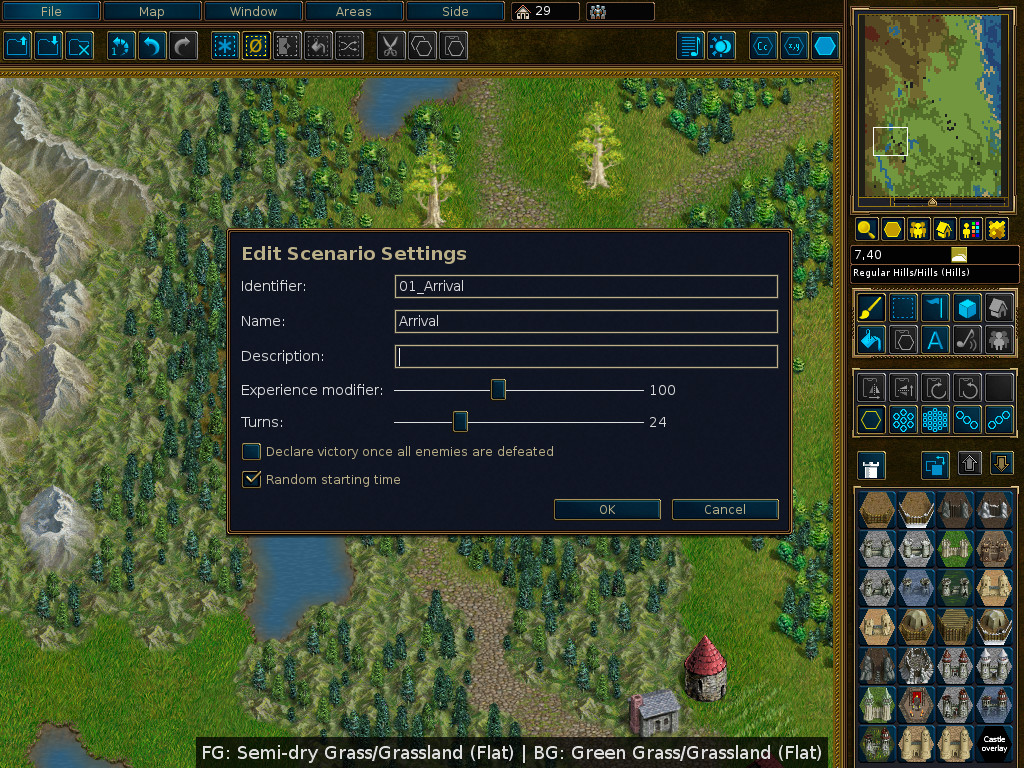 File Map Window Areas Side 29
Cc x,y
7,40
Regular Hills/Hills (Hills)
Edit Scenario Settings
Identifier: 01_Arrival
Name: Arrival
Description:
Experience modifier: 100
Turns: 24
Declare victory once all enemies are defeated
Random starting time
OK Cancel
A
Castle
overlay
FG: Semi-dry Grass/Grassland (Flat) | BG: Green Grass/Grassland (Flat)